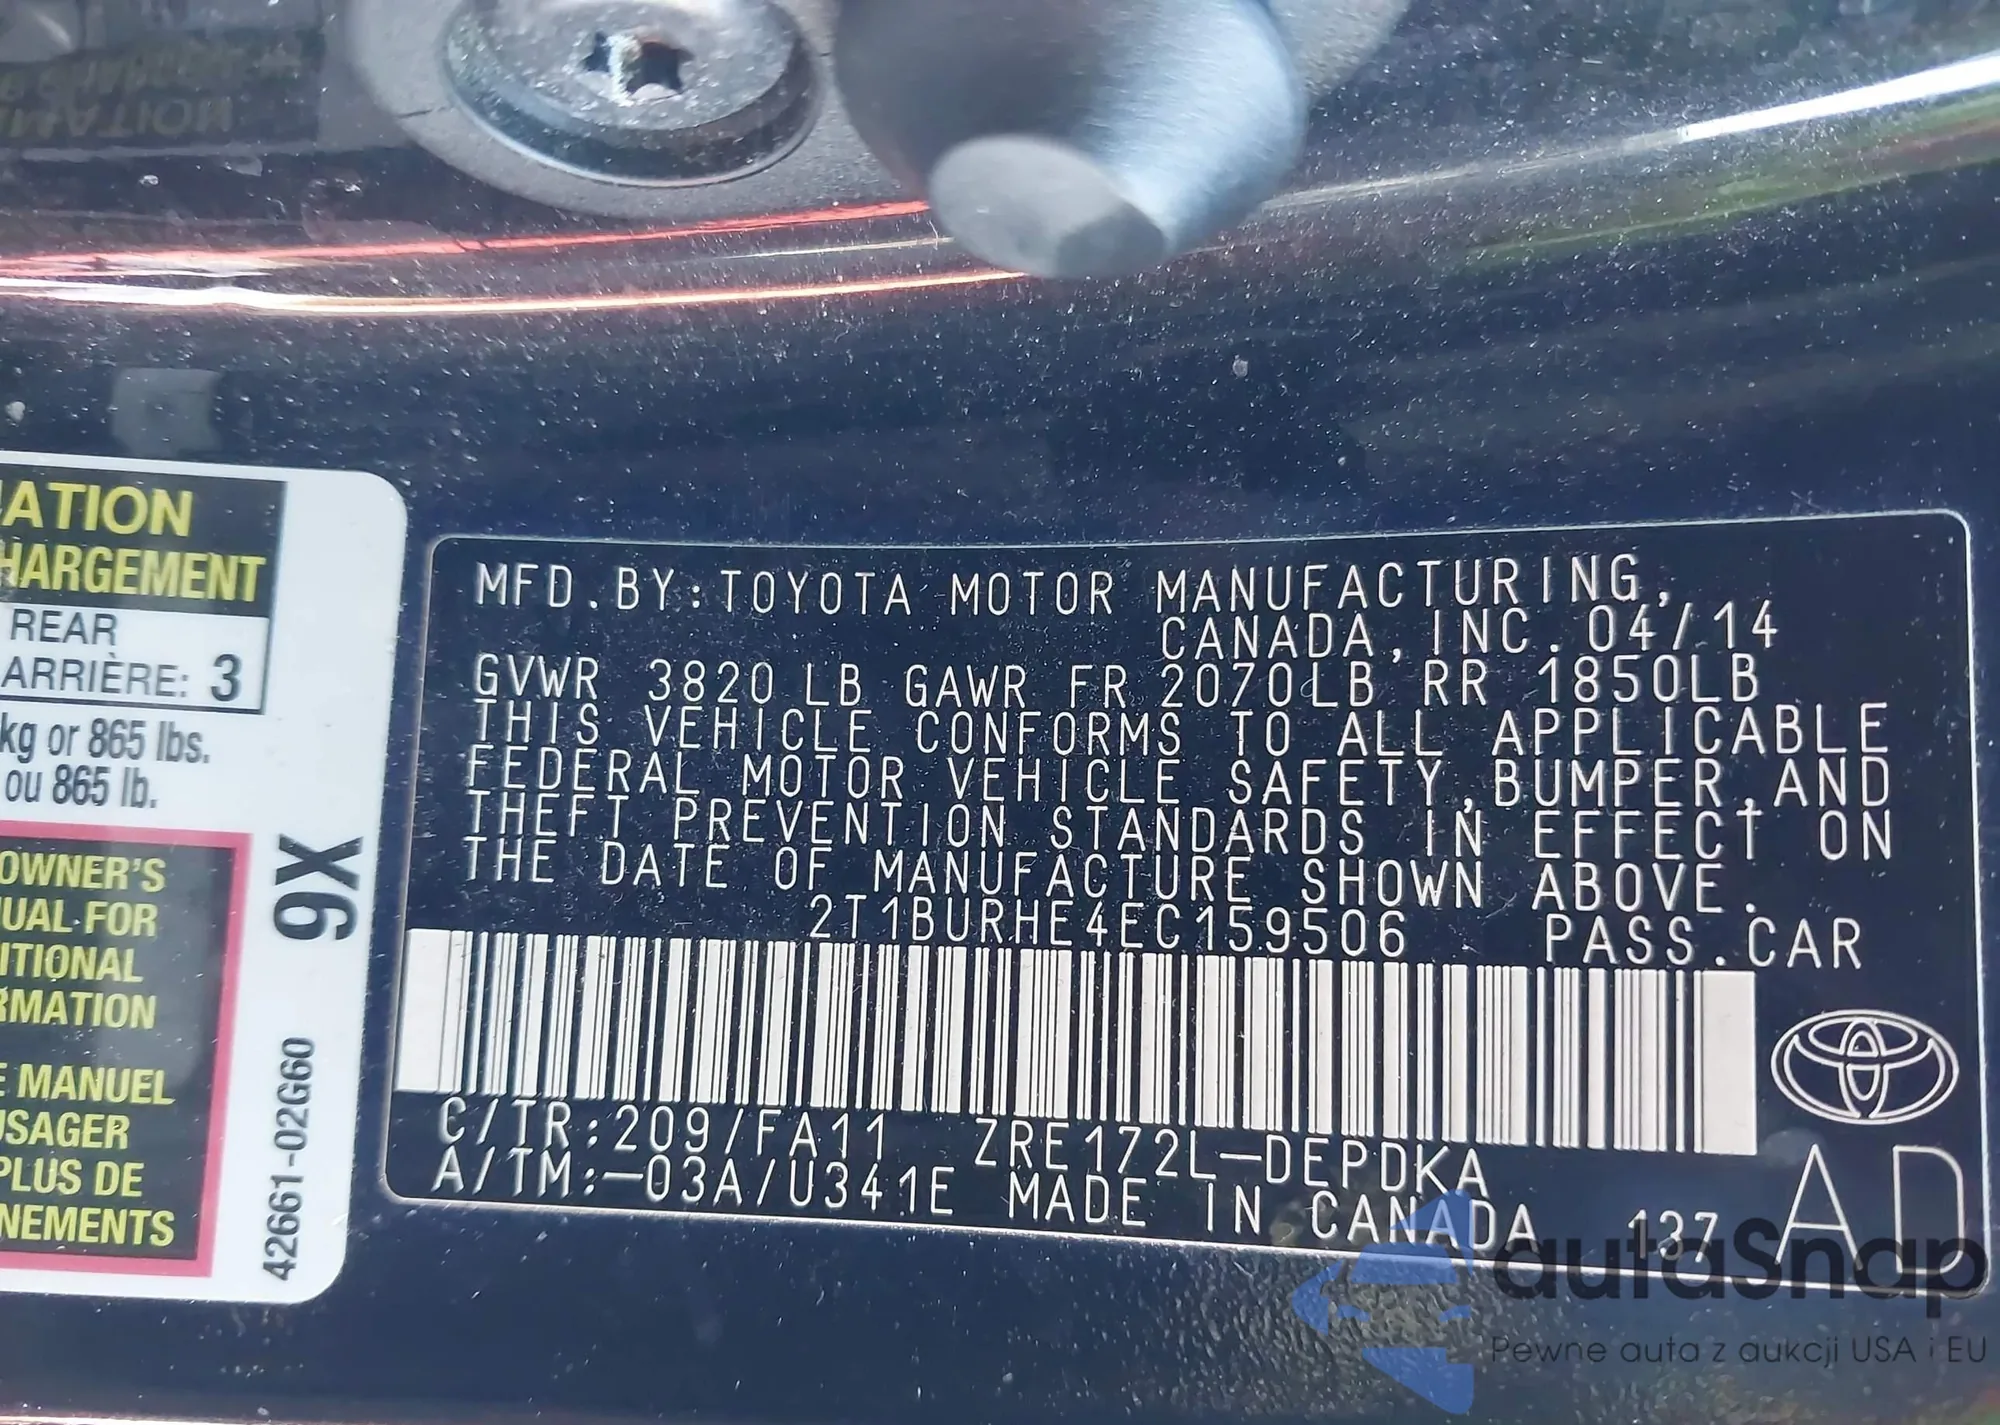 ATION
HARGEMENT
REAR
ARRIÈRE: 3
kg or 865 lbs.
ou 865 lb.
OWNER'S
UAL FOR
ITIONAL
RMATION
E MANUEL
USAGER
PLUS DE
NEMENTS
9X
42661-02G60
MFD.BY:TOYOTA MOTOR MANUFACTURING,
CANADA,INC.04/14
GVWR 3820LB GAWR FR 2070LB RR 1850LB
THIS VEHICLE CONFORMS TO ALL APPLICABLE
FEDERAL MOTOR VEHICLE SAFETY,BUMPER,AND
THEFT PREVENTION STANDARDS IN EFFECT ON
THE DATE OF MANUFACTURE SHOWN ABOVE.
2T1BURHE4EC159506 PASS.CAR
C/TR:209/FA11 ZRE172L-DEPDKA
A/TM:-03A/U341E MADE IN CANADA 137 AD
autaSnap
Pewne auta z aukcji USA i EU